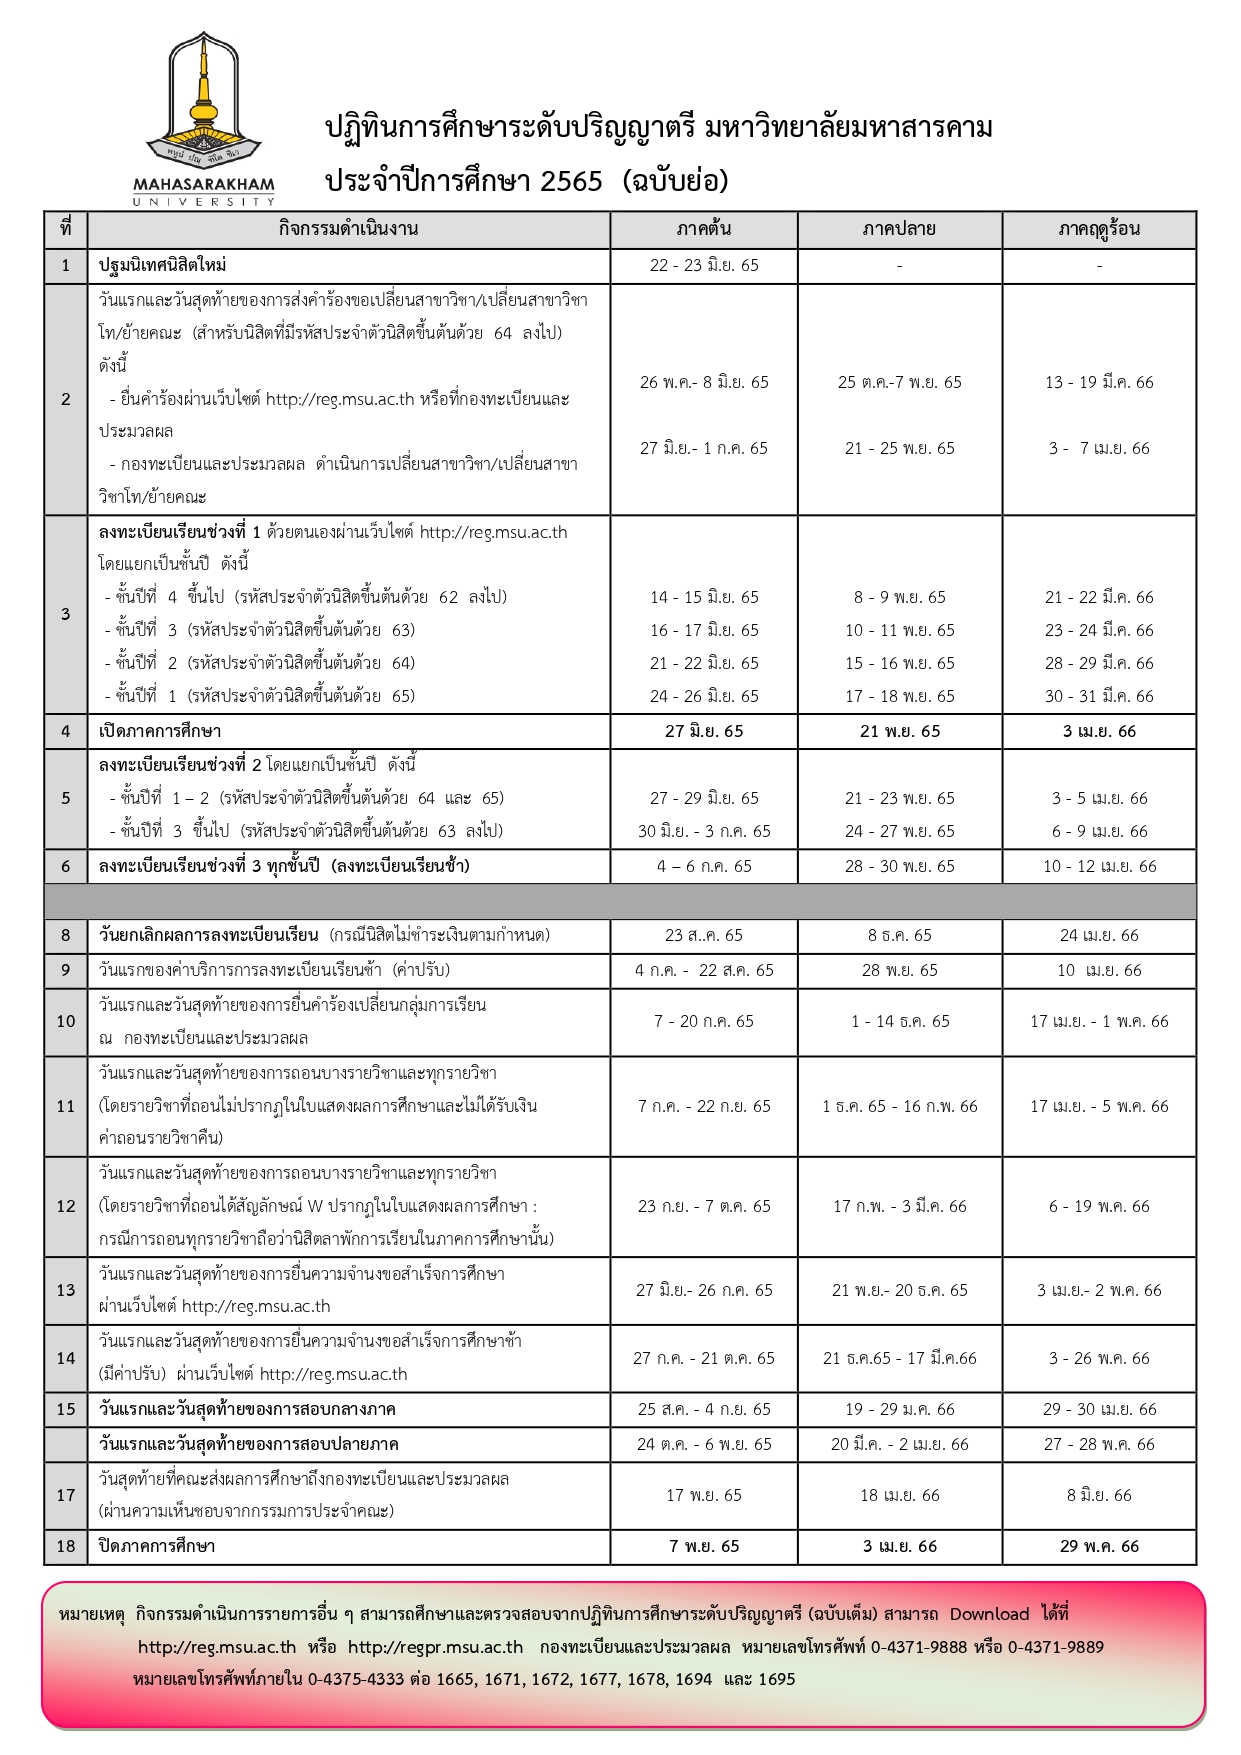 พหูนํ ปณฺฑิโต ชีเว
MAHASARAKHAM
UNIVERSITY
ปฏิทินการศึกษาระดับปริญญาตรี มหาวิทยาลัยมหาสารคาม
ประจำปีการศึกษา 2565 (ฉบับย่อ)
ที่ กิจกรรมดำเนินงาน ภาคต้น ภาคปลาย ภาคฤดูร้อน
1 ปฐมนิเทศนิสิตใหม่ 22 - 23 มิ.ย. 65 - -
วันแรกและวันสุดท้ายของการส่งคำร้องขอเปลี่ยนสาขาวิชา/เปลี่ยนสาขาวิชา
โท/ย้ายคณะ (สำหรับนิสิตที่มีรหัสประจำตัวนิสิตขึ้นต้นด้วย 64 ลงไป)
ดังนี้
26 พ.ค.- 8 มิ.ย. 65 25 ต.ค.-7 พ.ย. 65 13 - 19 มี.ค. 66
2 - ยื่นคำร้องผ่านเว็บไซต์ http://reg.msu.ac.th หรือที่กองทะเบียนและ
ประมวลผล
27 มิ.ย.- 1 ก.ค. 65 21 - 25 พ.ย. 65 3 - 7 เม.ย. 66
- กองทะเบียนและประมวลผล ดำเนินการเปลี่ยนสาขาวิชา/เปลี่ยนสาขา
วิชาโท/ย้ายคณะ
ลงทะเบียนเรียนช่วงที่ 1 ด้วยตนเองผ่านเว็บไซต์ http://reg.msu.ac.th
โดยแยกเป็นชั้นปี ดังนี้
- ชั้นปีที่ 4 ขึ้นไป (รหัสประจำตัวนิสิตขึ้นต้นด้วย 62 ลงไป) 14 - 15 มิ.ย. 65 8 - 9 พ.ย. 65 21 - 22 มี.ค. 66
3
- ชั้นปีที่ 3 (รหัสประจำตัวนิสิตขึ้นต้นด้วย 63) 16 - 17 มิ.ย. 65 10 - 11 พ.ย. 65 23 - 24 มี.ค. 66
- ชั้นปีที่ 2 (รหัสประจำตัวนิสิตขึ้นต้นด้วย 64) 21 - 22 มิ.ย. 65 15 - 16 พ.ย. 65 28 - 29 มี.ค. 66
- ชั้นปีที่ 1 (รหัสประจำตัวนิสิตขึ้นต้นด้วย 65) 24 - 26 มิ.ย. 65 17 - 18 พ.ย. 65 30 - 31 มี.ค. 66
4 เปิดภาคการศึกษา 27 มิ.ย. 65 21 พ.ย. 65 3 เม.ย. 66
ลงทะเบียนเรียนช่วงที่ 2 โดยแยกเป็นชั้นปี ดังนี้
5 - ชั้นปีที่ 1 – 2 (รหัสประจำตัวนิสิตขึ้นต้นด้วย 64 และ 65) 27 - 29 มิ.ย. 65 21 - 23 พ.ย. 65 3 - 5 เม.ย. 66
- ชั้นปีที่ 3 ขึ้นไป (รหัสประจำตัวนิสิตขึ้นต้นด้วย 63 ลงไป) 30 มิ.ย. - 3 ก.ค. 65 24 - 27 พ.ย. 65 6 - 9 เม.ย. 66
6 ลงทะเบียนเรียนช่วงที่ 3 ทุกชั้นปี (ลงทะเบียนเรียนช้า) 4 – 6 ก.ค. 65 28 - 30 พ.ย. 65 10 - 12 เม.ย. 66
8 วันยกเลิกผลการลงทะเบียนเรียน (กรณีนิสิตไม่ชำระเงินตามกำหนด) 23 ส..ค. 65 8 ธ.ค. 65 24 เม.ย. 66
9 วันแรกของค่าบริการการลงทะเบียนเรียนช้า (ค่าปรับ) 4 ก.ค. - 22 ส.ค. 65 28 พ.ย. 65 10 เม.ย. 66
วันแรกและวันสุดท้ายของการยื่นคำร้องเปลี่ยนกลุ่มการเรียน
10 7 - 20 ก.ค. 65 1 - 14 ธ.ค. 65 17 เม.ย. - 1 พ.ค. 66
ณ กองทะเบียนและประมวลผล
วันแรกและวันสุดท้ายของการถอนบางรายวิชาและทุกรายวิชา
11 (โดยรายวิชาที่ถอนไม่ปรากฏในใบแสดงผลการศึกษาและไม่ได้รับเงิน 7 ก.ค. - 22 ก.ย. 65 1 ธ.ค. 65 - 16 ก.พ. 66 17 เม.ย. - 5 พ.ค. 66
ค่าถอนรายวิชาคืน)
วันแรกและวันสุดท้ายของการถอนบางรายวิชาและทุกรายวิชา
12 (โดยรายวิชาที่ถอนได้สัญลักษณ์ W ปรากฏในใบแสดงผลการศึกษา : 23 ก.ย. - 7 ต.ค. 65 17 ก.พ. - 3 มี.ค. 66 6 - 19 พ.ค. 66
กรณีการถอนทุกรายวิชาถือว่านิสิตลาพักการเรียนในภาคการศึกษานั้น)
วันแรกและวันสุดท้ายของการยื่นความจำนงขอสำเร็จการศึกษา
13 27 มิ.ย.- 26 ก.ค. 65 21 พ.ย.- 20 ธ.ค. 65 3 เม.ย.- 2 พ.ค. 66
ผ่านเว็บไซต์ http://reg.msu.ac.th
วันแรกและวันสุดท้ายของการยื่นความจำนงขอสำเร็จการศึกษาช้า
14 27 ก.ค. - 21 ต.ค. 65 21 ธ.ค.65 - 17 มี.ค.66 3 - 26 พ.ค. 66
(มีค่าปรับ) ผ่านเว็บไซต์ http://reg.msu.ac.th
15 วันแรกและวันสุดท้ายของการสอบกลางภาค 25 ส.ค. - 4 ก.ย. 65 19 - 29 ม.ค. 66 29 - 30 เม.ย. 66
วันแรกและวันสุดท้ายของการสอบปลายภาค 24 ต.ค. - 6 พ.ย. 65 20 มี.ค. - 2 เม.ย. 66 27 - 28 พ.ค. 66
วันสุดท้ายที่คณะส่งผลการศึกษาถึงกองทะเบียนและประมวลผล
17 17 พ.ย. 65 18 เม.ย. 66 8 มิ.ย. 66
(ผ่านความเห็นชอบจากกรรมการประจำคณะ)
18 ปิดภาคการศึกษา 7 พ.ย. 65 3 เม.ย. 66 29 พ.ค. 66
หมายเหตุ กิจกรรมดำเนินการรายการอื่น ๆ สามารถศึกษาและตรวจสอบจากปฏิทินการศึกษาระดับปริญญาตรี (ฉบับเต็ม) สามารถ Download ได้ที่
http://reg.msu.ac.th หรือ http://regpr.msu.ac.th กองทะเบียนและประมวลผล หมายเลขโทรศัพท์ 0-4371-9888 หรือ 0-4371-9889
หมายเลขโทรศัพท์ภายใน 0-4375-4333 ต่อ 1665, 1671, 1672, 1677, 1678, 1694 และ 1695